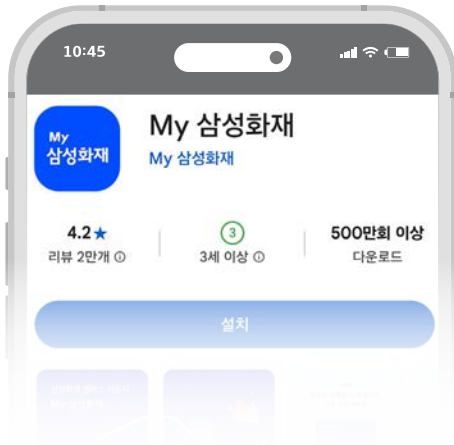 10:45
My
삼성화재
My 삼성화재
My 삼성화재
4.2★
3
500만회 이상
리뷰 2만개 ⓘ
3세 이상 ⓘ
다운로드
설치